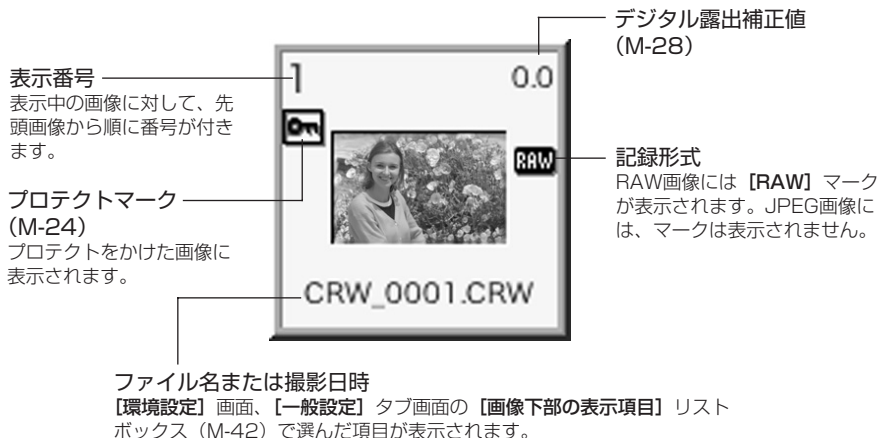 デジタル露出補正値
(M-28)
表示番号
表示中の画像に対して、先
頭画像から順に番号が付き
ます。
1
0.0
RAW
記録形式
RAW画像には［RAW］マーク
が表示されます。JPEG画像に
は、マークは表示されません。
プロテクトマーク
(M-24)
プロテクトをかけた画像に
表示されます。
CRW_0001.CRW
ファイル名または撮影日時
［環境設定］画面、［一般設定］タブ画面の［画像下部の表示項目］リスト
ボックス（M-42）で選んだ項目が表示されます。